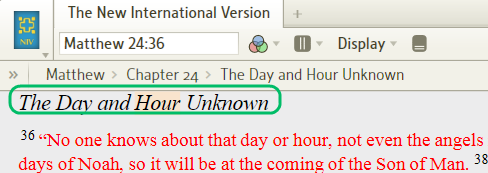 The New International Version
NIV
Matthew 24:36
Display
» Matthew > Chapter 24 > The Day and Hour Unknown
The Day and Hour Unknown
36 “No one knows about that day or hour, not even the angels
days of Noah, so it will be at the coming of the Son of Man. 38